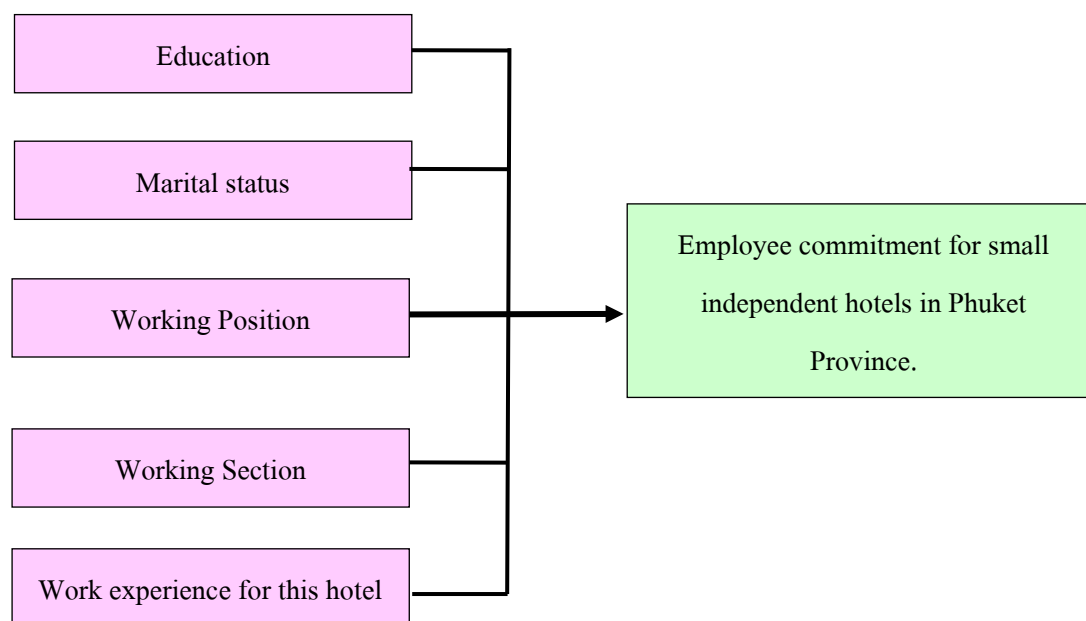 Education
Marital status
Working Position
Working Section
Work experience for this hotel
Employee commitment for small
independent hotels in Phuket
Province.